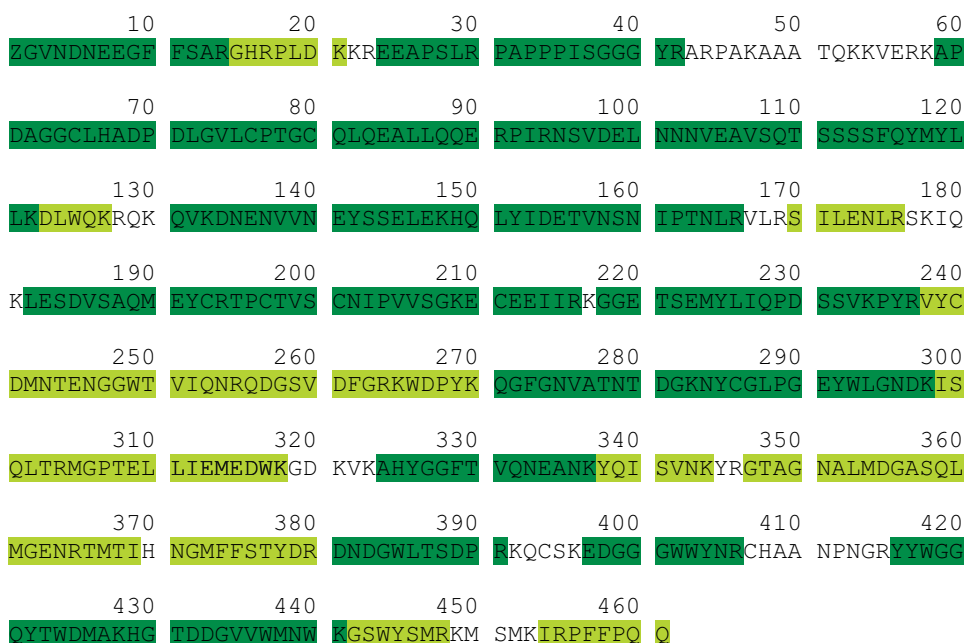 10 20 30 40 50 60
ZGVNDNEEGF FSARGHRPLD KKREEAPSLR PAPPPISGGG YRARPAKAAA TQKKVERKAP
70 80 90 100 110 120
DAGGCLHADP DLGVLCPTGC QLQEALLQQE RPIRNSVDEL NNNVEAVSQT SSSSFQYMYL
130 140 150 160 170 180
LKDLWQKRQK QVKDNENVVN EYSSELEKHQ LYIDETVNSN IPTNLRVLRS ILENLRSKIQ
190 200 210 220 230 240
KLESDVSAQM EYCRTPCTVS CNIPVVSGKE CEEIIRKGGE TSEMYLIQPD SSVKPYRVYC
250 260 270 280 290 300
DMNTENGGWT VIQNRQDGSV DFGRKWDPYK QGFGNVATNT DGKNYCGLPG EYWLGNDKIS
310 320 330 340 350 360
QLTRMGPTEL LIEMEDWKGD KVKAHYGGFT VQNEANKYQI SVNKYRGTAG NALMDGASQL
370 380 390 400 410 420
MGENRTMTIH NGMFFSTYDR DNDGWLTSDP RKQCSKEDGG GWWYNRCHAA NPNGRYYWGG
430 440 450 460
QYTWDMAKHG TDDGVVWMNW KGSWYSMRKM SMKIRPFFPQ Q